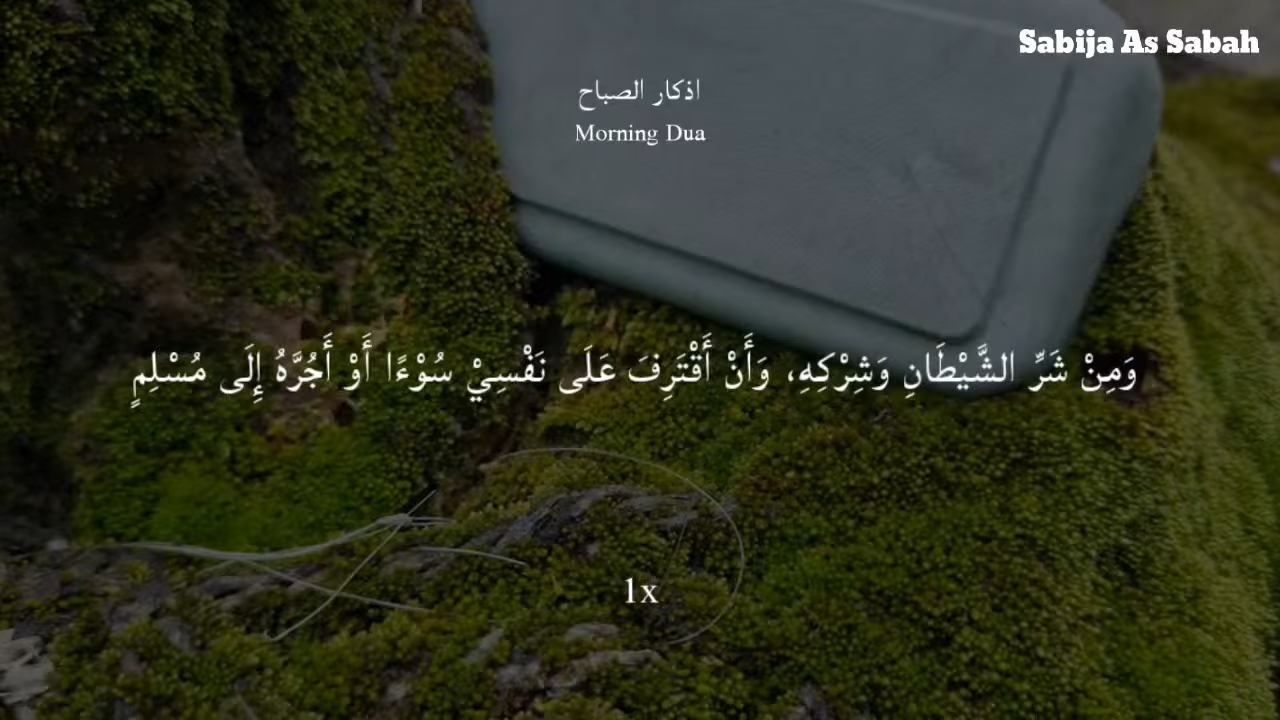 Sabija As Sabah
اذكار الصباح
Morning Dua
وَمِنْ شَرِّ الشَّيْطَانِ وَشِرْكِهِ، وَأَنْ أَقْتَرِفَ عَلَى نَفْسِيْ سُوْءًا أَوْ أَجُرَّهُ إِلَى مُسْلِمٍ
1x